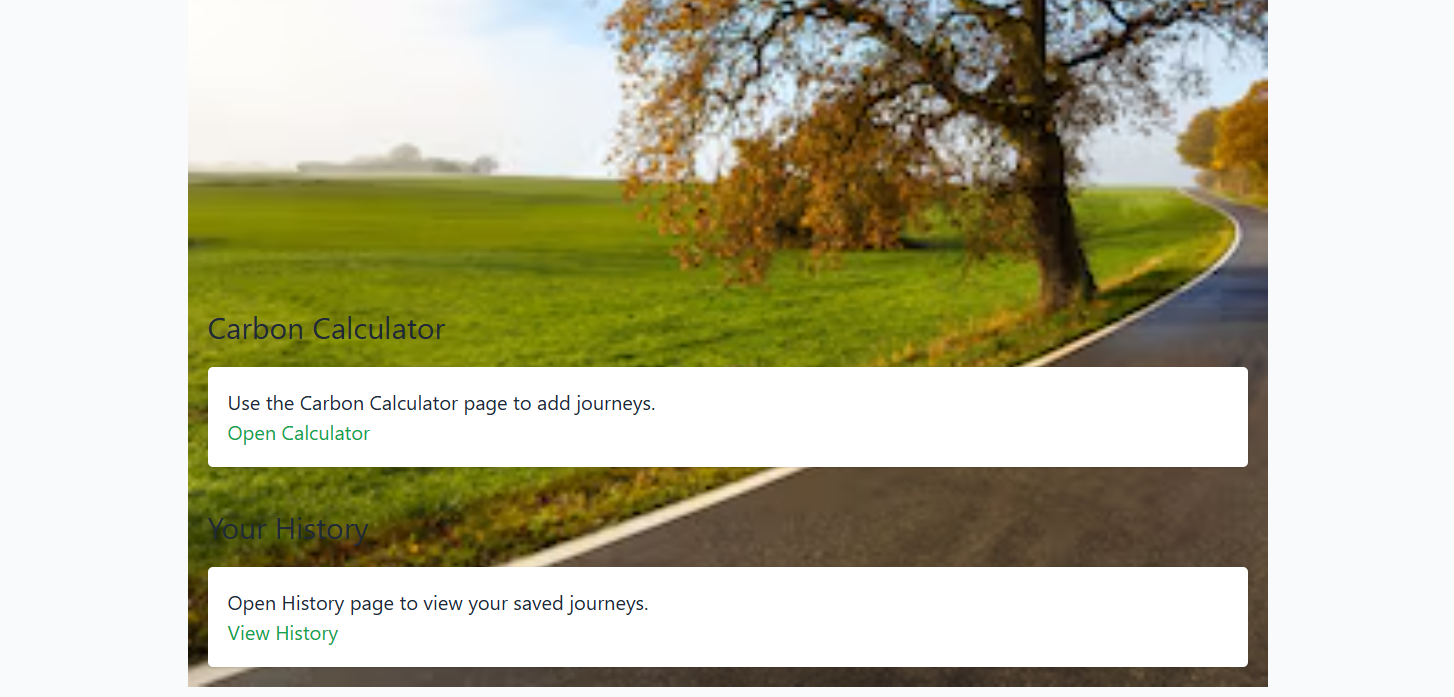 Carbon Calculator
Use the Carbon Calculator page to add journeys.
Open Calculator
Your History
Open History page to view your saved journeys.
View History